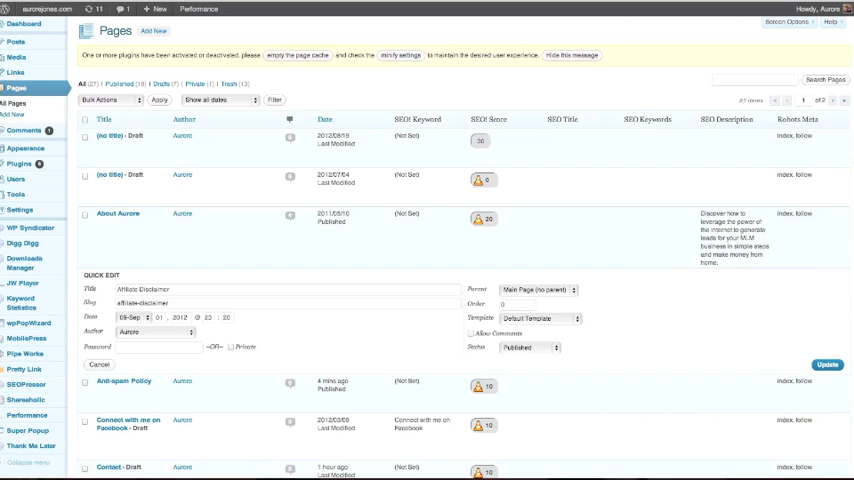 aurorejones.com 11 1 + New Performance Howdy, Aurore
Screen Options Help
Dashboard
Posts
Media
Links
Pages
All Pages
Add New
Comments 1
Appearance
Plugins 6
Users
Tools
Settings
WP Syndicator
Digg Digg
Downloads
Manager
JW Player
Keyword
Statistics
wpPopWizard
MobilePress
Pipe Works
Pretty Link
SEOPressor
Shareaholic
Performance
Super Popup
Thank Me Later
Collapse menu
Pages Add New
One or more plugins have been activated or deactivated, please empty the page cache and check the minify settings to maintain the desired user experience. Hide this message
All (27) | Published (19) | Drafts (7) | Private (1) | Trash (13)
Search Pages
Bulk Actions Apply Show all dates Filter
27 items « ‹ 1 of 2 › »
Title Author Date SEO! Keyword SEO! Score SEO Title SEO Keywords SEO Description Robots Meta
(no title) - Draft Aurore 0 2012/08/19 (Not Set) 30 index, follow
Last Modified
(no title) - Draft Aurore 0 2012/07/04 (Not Set) 0 index, follow
Last Modified
About Aurore Aurore 4 2011/05/10 (Not Set) 20 Discover how to index, follow
Published leverage the power of
the internet to generate
leads for your MLM
business in simple steps
and make money from
home.
QUICK EDIT
Title Affiliate Disclaimer Parent Main Page (no parent)
Slug affiliate-disclaimer Order 0
Date 09-Sep 01 , 2012 @ 23 : 20 Template Default Template
Author Aurore Allow Comments
Password –OR– Private Status Published
Cancel Update
Anti-spam Policy Aurore 0 4 mins ago (Not Set) 10 index, follow
Published
Connect with me on Aurore 0 2012/03/09 Connect with me on 10 index, follow
Facebook - Draft Last Modified Facebook
Contact - Draft Aurore 0 1 hour ago (Not Set) 10 index, follow
Last Modified